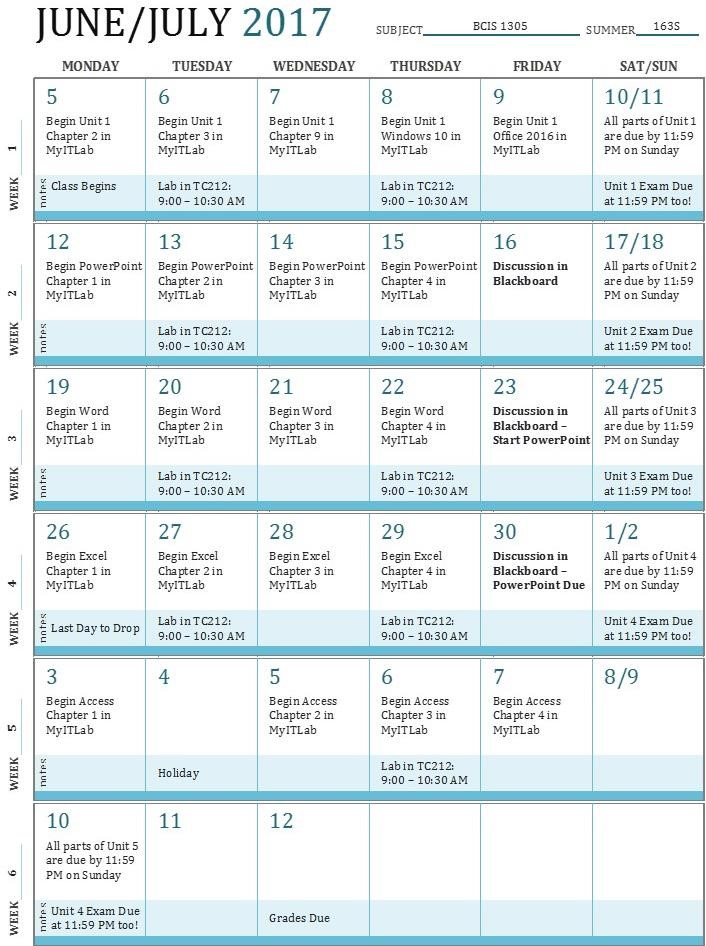 JUNE/JULY 2017
SUBJECT BCIS 1305 SUMMER 163S
MONDAY TUESDAY WEDNESDAY THURSDAY FRIDAY SAT/SUN
WEEK 1
5
Begin Unit 1
Chapter 2 in
MyITLab
notes
Class Begins
6
Begin Unit 1
Chapter 3 in
MyITLab
Lab in TC212:
9:00 – 10:30 AM
7
Begin Unit 1
Chapter 9 in
MyITLab
8
Begin Unit 1
Windows 10 in
MyITLab
Lab in TC212:
9:00 – 10:30 AM
9
Begin Unit 1
Office 2016 in
MyITLab
10/11
All parts of Unit 1
are due by 11:59
PM on Sunday
Unit 1 Exam Due
at 11:59 PM too!
WEEK 2
12
Begin PowerPoint
Chapter 1 in
MyITLab
notes
13
Begin PowerPoint
Chapter 2 in
MyITLab
Lab in TC212:
9:00 – 10:30 AM
14
Begin PowerPoint
Chapter 3 in
MyITLab
15
Begin PowerPoint
Chapter 4 in
MyITLab
Lab in TC212:
9:00 – 10:30 AM
16
Discussion in
Blackboard
17/18
All parts of Unit 2
are due by 11:59
PM on Sunday
Unit 2 Exam Due
at 11:59 PM too!
WEEK 3
19
Begin Word
Chapter 1 in
MyITLab
notes
20
Begin Word
Chapter 2 in
MyITLab
Lab in TC212:
9:00 – 10:30 AM
21
Begin Word
Chapter 3 in
MyITLab
22
Begin Word
Chapter 4 in
MyITLab
Lab in TC212:
9:00 – 10:30 AM
23
Discussion in
Blackboard –
Start PowerPoint
24/25
All parts of Unit 3
are due by 11:59
PM on Sunday
Unit 3 Exam Due
at 11:59 PM too!
WEEK 4
26
Begin Excel
Chapter 1 in
MyITLab
notes
Last Day to Drop
27
Begin Excel
Chapter 2 in
MyITLab
Lab in TC212:
9:00 – 10:30 AM
28
Begin Excel
Chapter 3 in
MyITLab
29
Begin Excel
Chapter 4 in
MyITLab
Lab in TC212:
9:00 – 10:30 AM
30
Discussion in
Blackboard –
PowerPoint Due
1/2
All parts of Unit 4
are due by 11:59
PM on Sunday
Unit 4 Exam Due
at 11:59 PM too!
WEEK 5
3
Begin Access
Chapter 1 in
MyITLab
notes
4
Holiday
5
Begin Access
Chapter 2 in
MyITLab
6
Begin Access
Chapter 3 in
MyITLab
Lab in TC212:
9:00 – 10:30 AM
7
Begin Access
Chapter 4 in
MyITLab
8/9
WEEK 6
10
All parts of Unit 5
are due by 11:59
PM on Sunday
notes
Unit 4 Exam Due
at 11:59 PM too!
11
12
Grades Due